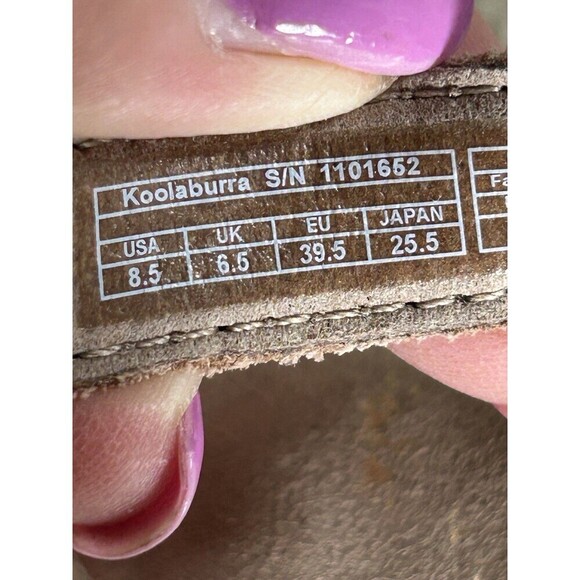 Koolaburra S/N 1101652
USA UK EU JAPAN
8.5 6.5 39.5 25.5